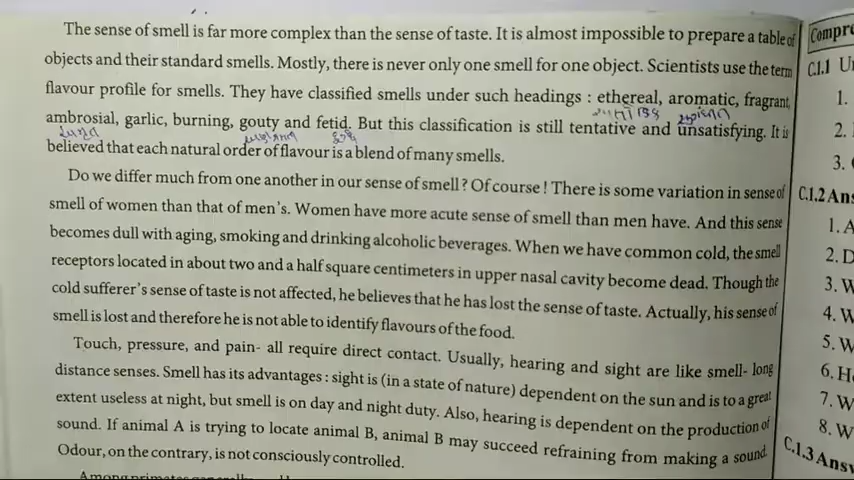 The sense of smell is far more complex than the sense of taste. It is almost impossible to prepare a table of
objects and their standard smells. Mostly, there is never only one smell for one object. Scientists use the term
flavour profile for smells. They have classified smells under such headings : ethereal, aromatic, fragrant,
ambrosial, garlic, burning, gouty and fetid. But this classification is still tentative and unsatisfying. It is
believed that each natural order of flavour is a blend of many smells.
Do we differ much from one another in our sense of smell? Of course ! There is some variation in sense of
smell of women than that of men's. Women have more acute sense of smell than men have. And this sense
becomes dull with aging, smoking and drinking alcoholic beverages. When we have common cold, the smell
receptors located in about two and a half square centimeters in upper nasal cavity become dead. Though the
cold sufferer's sense of taste is not affected, he believes that he has lost the sense of taste. Actually, his sense of
smell is lost and therefore he is not able to identify flavours of the food.
Touch, pressure, and pain- all require direct contact. Usually, hearing and sight are like smell- long
distance senses. Smell has its advantages : sight is (in a state of nature) dependent on the sun and is to a great
extent useless at night, but smell is on day and night duty. Also, hearing is dependent on the production of
sound. If animal A is trying to locate animal B, animal B may succeed refraining from making a sound.
Odour, on the contrary, is not consciously controlled.
Among primates
Compre
C.1.1 U
1.
2.
3.
C.1.2 Ans
1. A
2. D
3. W
4. W
5. W
6. H
7. W
8. W
C.1.3 Answ